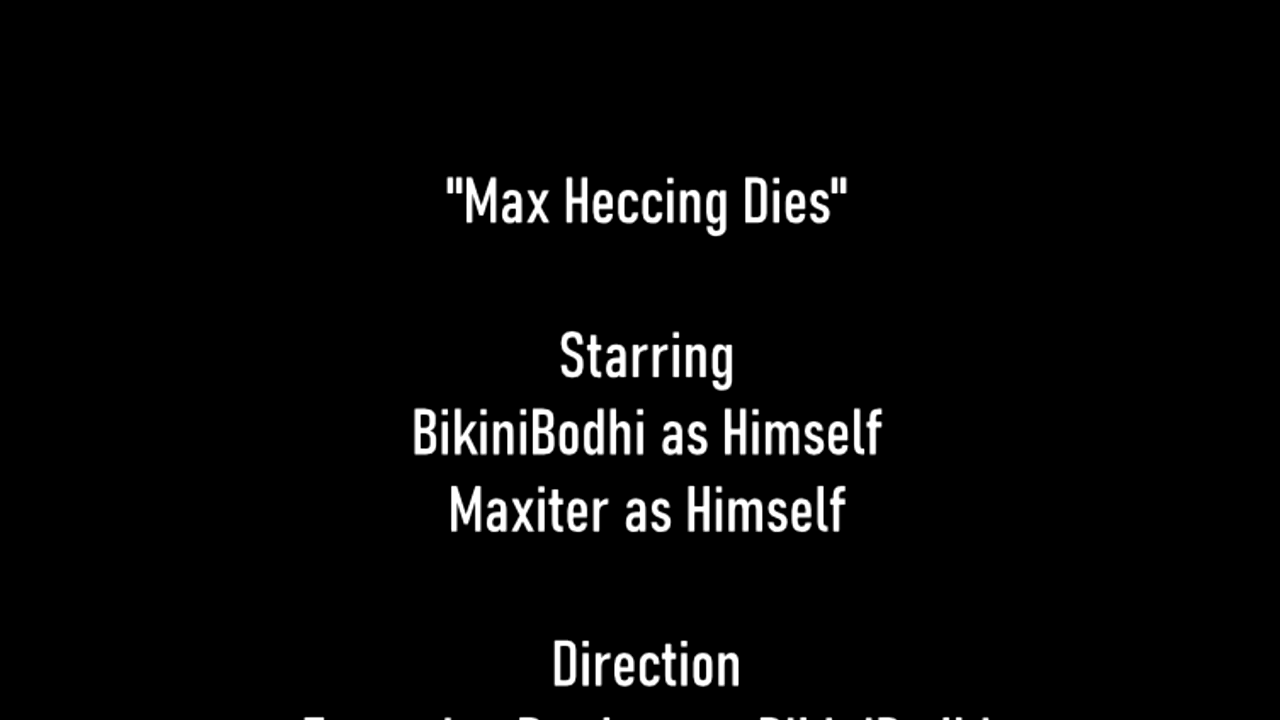 "Max Heccing Dies"
Starring
BikiniBodhi as Himself
Maxiter as Himself
Direction